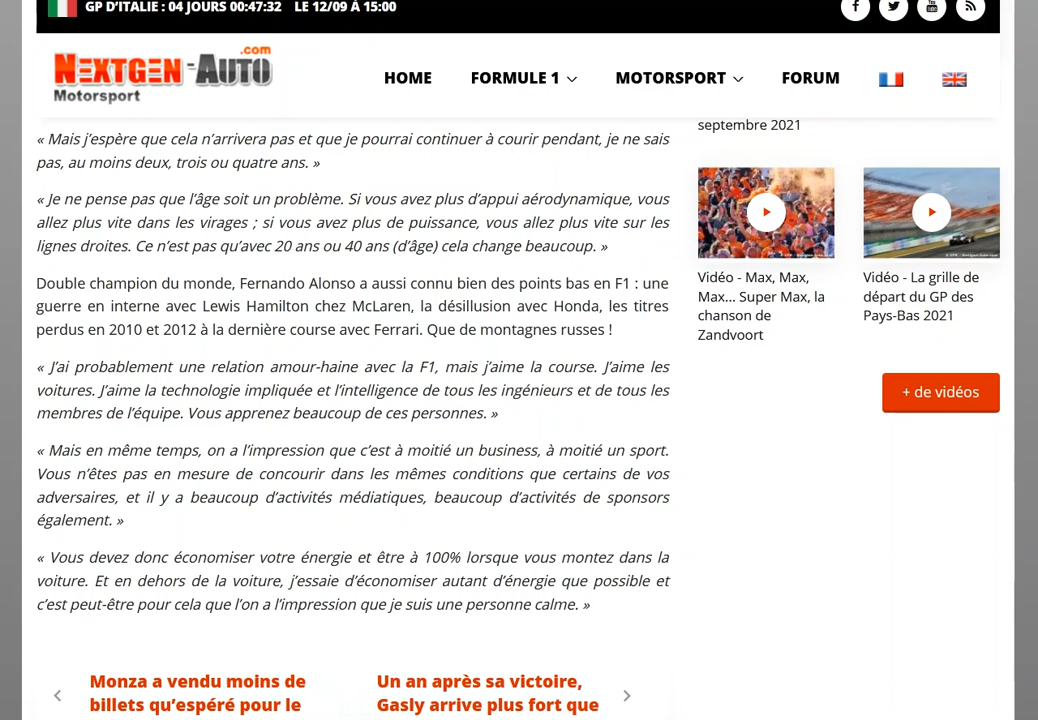 GP D'ITALIE : 04 JOURS 00:47:32 LE 12/09 À 15:00
NEXTGEN-AUTO.com
Motorsport
HOME
FORMULE 1
MOTORSPORT
FORUM
« Mais j'espère que cela n'arrivera pas et que je pourrai continuer à courir pendant, je ne sais
pas, au moins deux, trois ou quatre ans. »
« Je ne pense pas que l'âge soit un problème. Si vous avez plus d'appui aérodynamique, vous
allez plus vite dans les virages ; si vous avez plus de puissance, vous allez plus vite sur les
lignes droites. Ce n'est pas qu'avec 20 ans ou 40 ans (d'âge) cela change beaucoup. »
Double champion du monde, Fernando Alonso a aussi connu bien des points bas en F1 : une
guerre en interne avec Lewis Hamilton chez McLaren, la désillusion avec Honda, les titres
perdus en 2010 et 2012 à la dernière course avec Ferrari. Que de montagnes russes !
« J'ai probablement une relation amour-haine avec la F1, mais j'aime la course. J'aime les
voitures. J'aime la technologie impliquée et l'intelligence de tous les ingénieurs et de tous les
membres de l'équipe. Vous apprenez beaucoup de ces personnes. »
« Mais en même temps, on a l'impression que c'est à moitié un business, à moitié un sport.
Vous n'êtes pas en mesure de concourir dans les mêmes conditions que certains de vos
adversaires, et il y a beaucoup d'activités médiatiques, beaucoup d'activités de sponsors
également. »
« Vous devez donc économiser votre énergie et être à 100% lorsque vous montez dans la
voiture. Et en dehors de la voiture, j'essaie d'économiser autant d'énergie que possible et
c'est peut-être pour cela que l'on a l'impression que je suis une personne calme. »
Monza a vendu moins de
billets qu'espéré pour le
Un an après sa victoire,
Gasly arrive plus fort que
septembre 2021
Vidéo - Max, Max,
Max... Super Max, la
chanson de
Zandvoort
Vidéo - La grille de
départ du GP des
Pays-Bas 2021
+ de vidéos